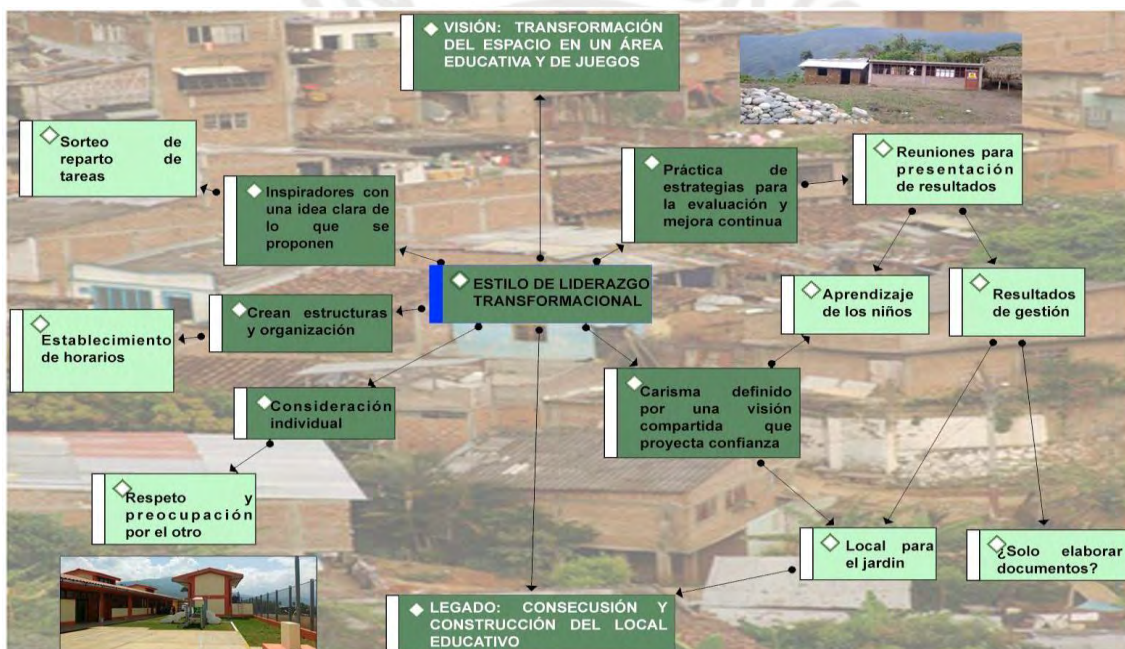 VISIÓN: TRANSFORMACIÓN
DEL ESPACIO EN UN ÁREA
EDUCATIVA Y DE JUEGOS
Sorteo de
reparto de
tareas
Inspiradores con
una idea clara de
lo que se
proponen
Práctica de
estrategias para
la evaluación y
mejora continua
Reuniones para
presentación
de resultados
ESTILO DE LIDERAZGO
TRANSFORMACIONAL
Aprendizaje
de los niños
Resultados
de gestión
Crean estructuras
y organización
Establecimiento
de horarios
Consideración
individual
Carisma definido
por una visión
compartida que
proyecta confianza
Respeto y
preocupación
por el otro
Local para
el jardin
¿Solo elaborar
documentos?
LEGADO: CONSECUSIÓN Y
CONSTRUCCIÓN DEL LOCAL
EDUCATIVO